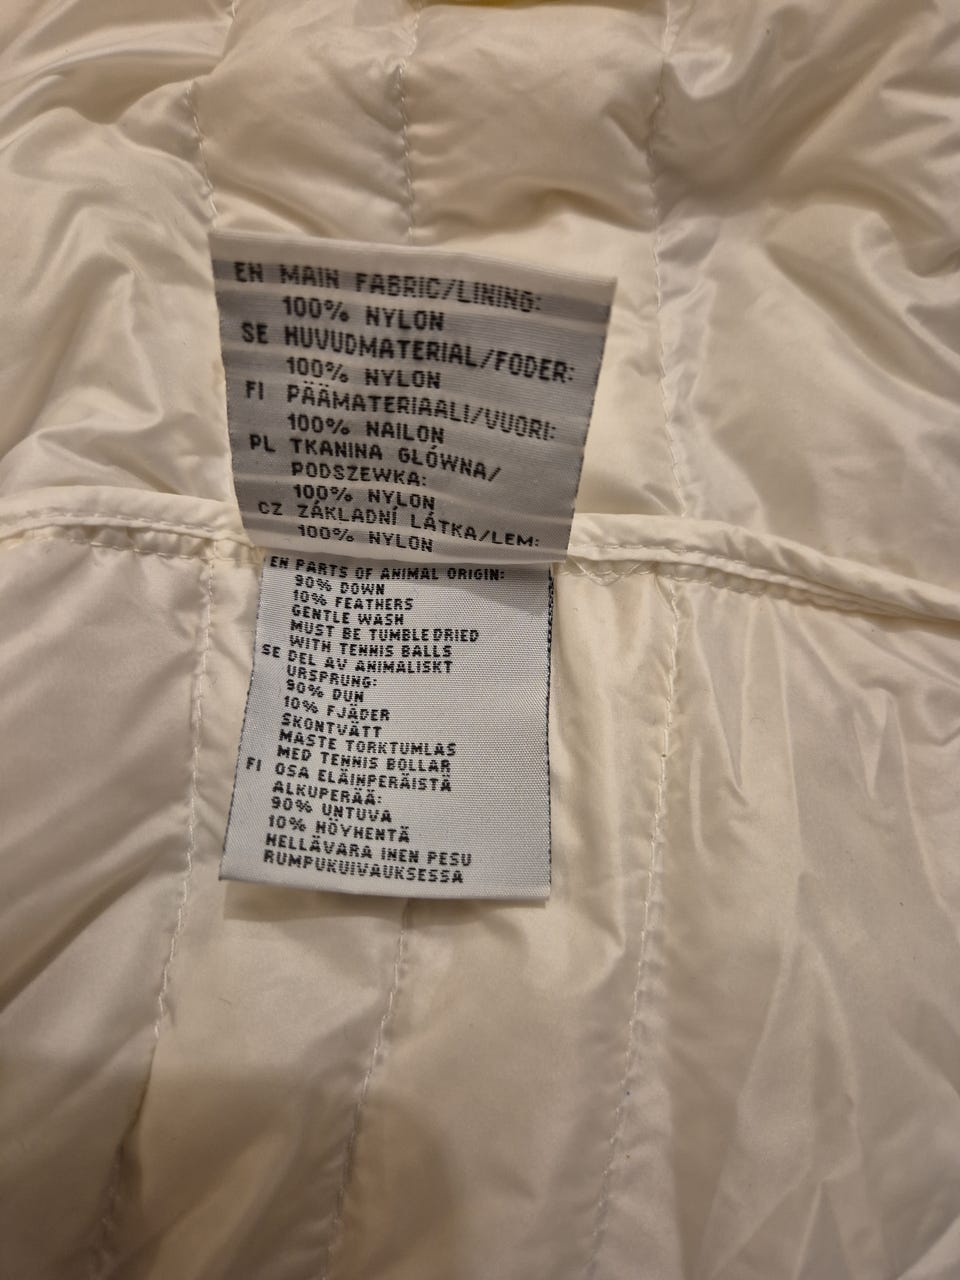 EN MAIN FABRIC/LINING:
100% NYLON
SE HUVUDMATERIAL/FODER:
100% NYLON
FI PÄÄMATERIAALI/VUORI:
100% NAILON
PL TKANINA GŁÓWNA/
PODSZEWKA:
100% NYLON
CZ ZÁKLADNÍ LÁTKA/LEM:
100% NYLON
EN PARTS OF ANIMAL ORIGIN:
90% DOWN
10% FEATHERS
GENTLE WASH
MUST BE TUMBLEDRIED
WITH TENNIS BALLS
SE DEL AV ANIMALISKT
URSPRUNG:
90% DUN
10% FJÄDER
SKONTVÄTT
MASTE TORKTUMLAS
MED TENNIS BOLLAR
FI OSA ELÄINPERÄISTÄ
ALKUPERÄÄ:
90% UNTUVA
10% HÖYHENTÄ
HELLÄVARA INEN PESU
RUMPUKUIVAUKSESSA